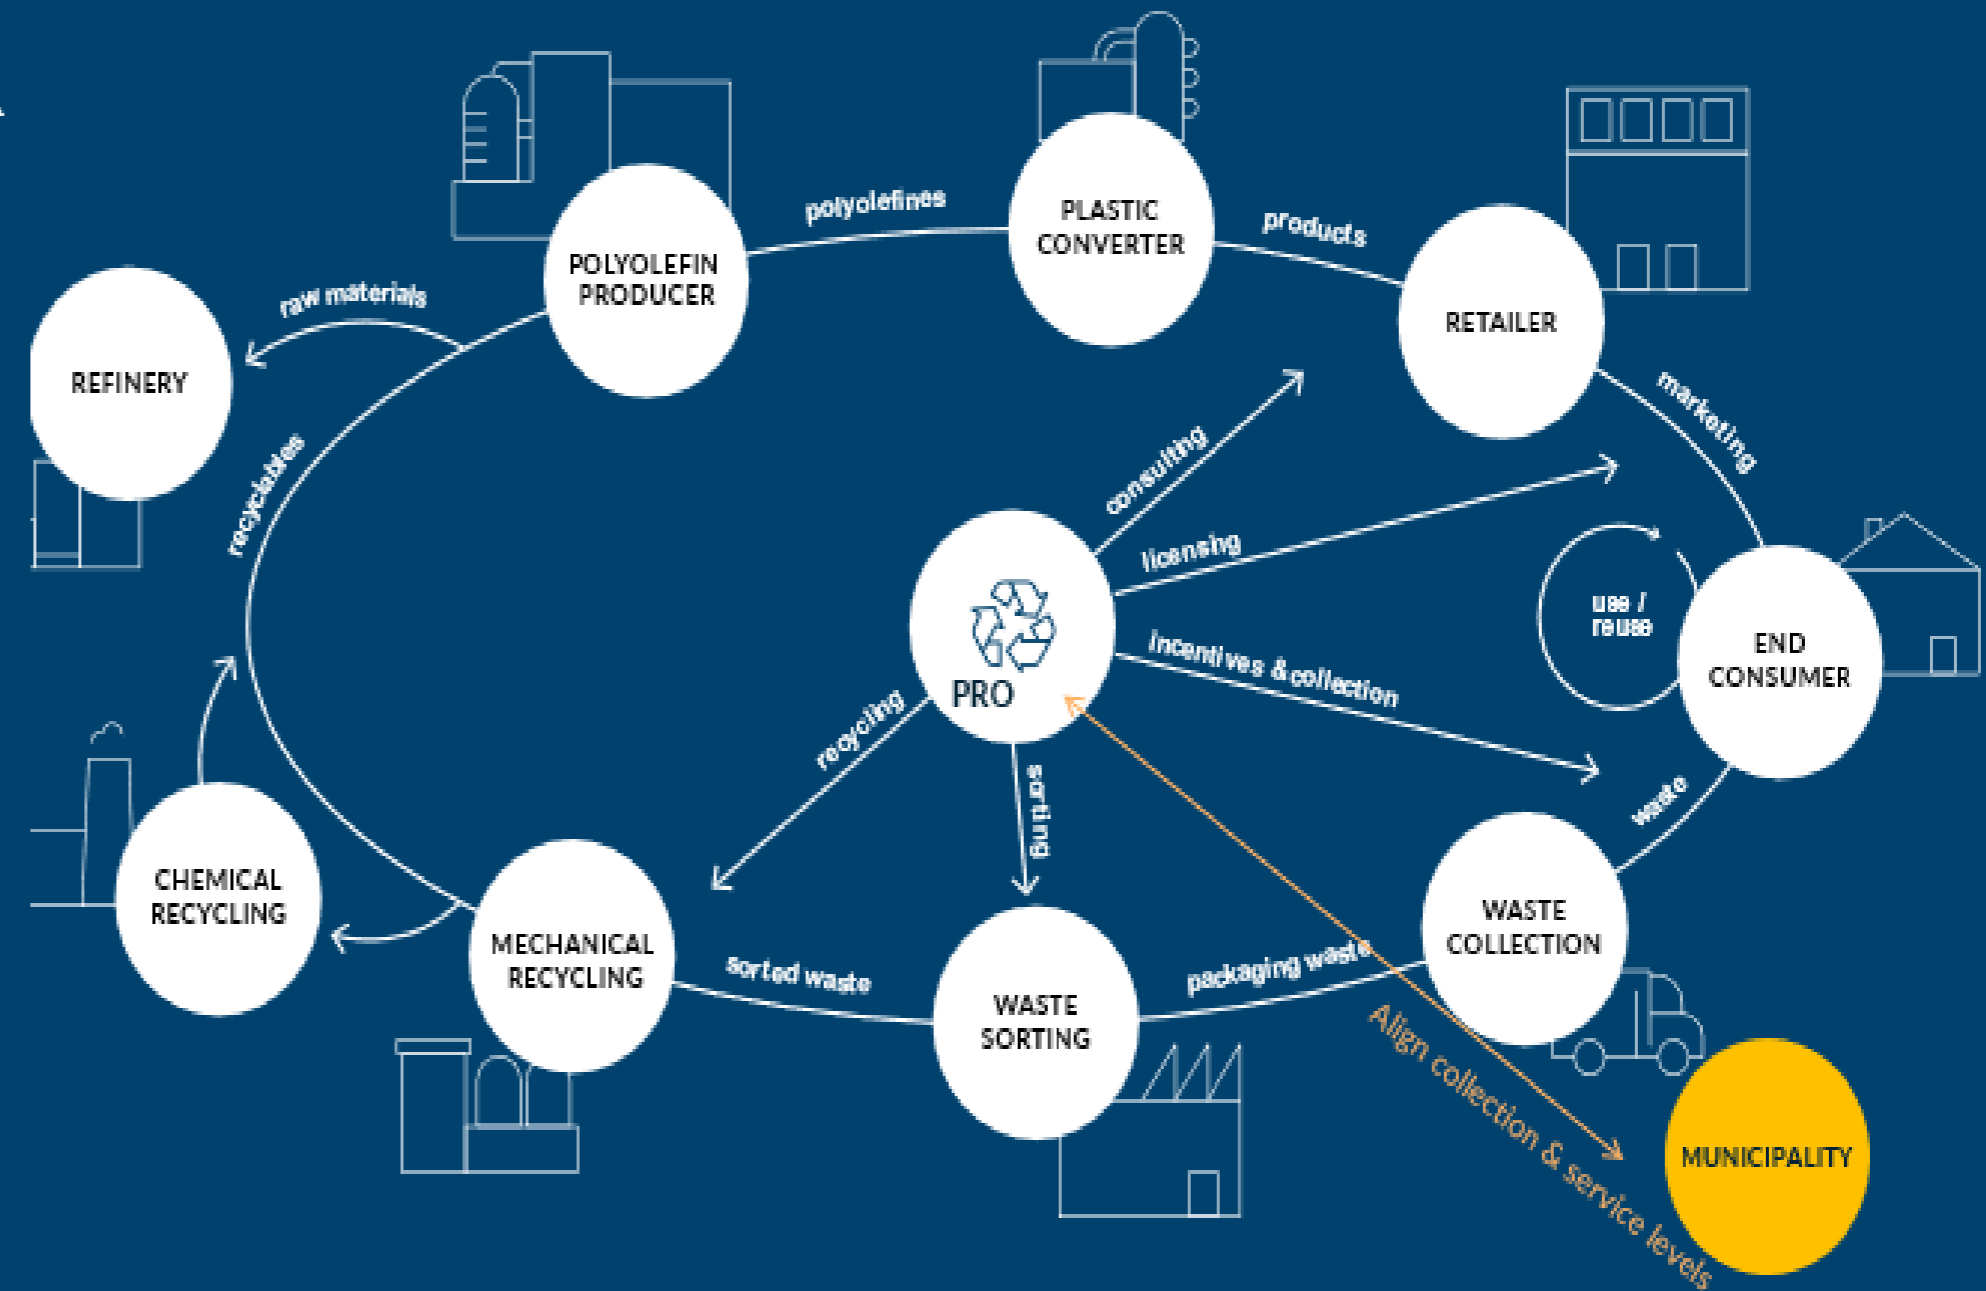 polyolefines
PLASTIC
CONVERTER
products
POLYOLEFIN
PRODUCER
raw materials
RETAILER
REFINERY
marketing
recyclables
consulting
licensing
use /
reuse
END
CONSUMER
incentives & collection
PRO
recycling
sorting
waste
CHEMICAL
RECYCLING
WASTE
COLLECTION
MECHANICAL
RECYCLING
sorted waste
packaging waste
WASTE
SORTING
Align collection & service levels
MUNICIPALITY